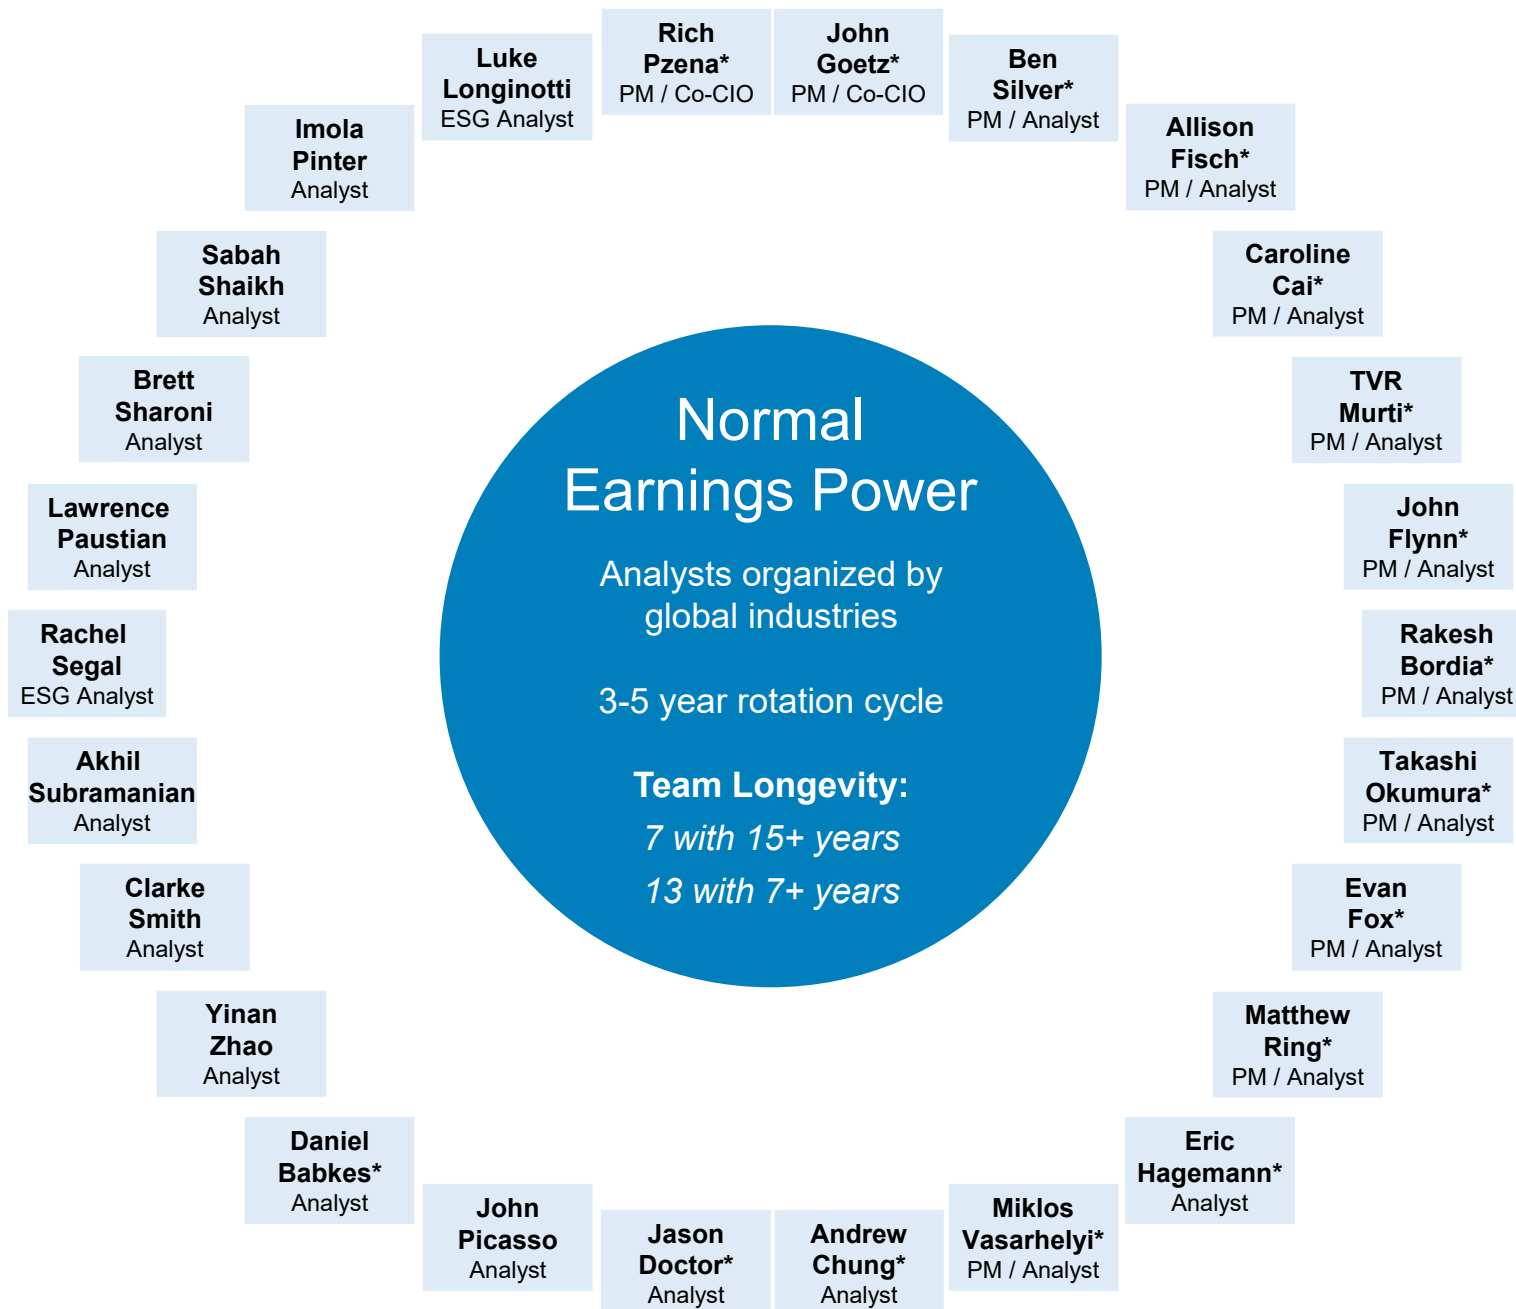 Rich
Pzena*
PM / Co-CIO
John
Goetz*
PM / Co-CIO
Ben
Silver*
PM / Analyst
Allison
Fisch*
PM / Analyst
Caroline
Cai*
PM / Analyst
TVR
Murti*
PM / Analyst
John
Flynn*
PM / Analyst
Rakesh
Bordia*
PM / Analyst
Takashi
Okumura*
PM / Analyst
Evan
Fox*
PM / Analyst
Matthew
Ring*
PM / Analyst
Eric
Hagemann*
Analyst
Miklos
Vasarhelyi*
PM / Analyst
Andrew
Chung*
Analyst
Jason
Doctor*
Analyst
John
Picasso
Analyst
Daniel
Babkes*
Analyst
Yinan
Zhao
Analyst
Clarke
Smith
Analyst
Akhil
Subramanian
Analyst
Rachel
Segal
ESG Analyst
Lawrence
Paustian
Analyst
Brett
Sharoni
Analyst
Sabah
Shaikh
Analyst
Imola
Pinter
Analyst
Luke
Longinotti
ESG Analyst
Normal
Earnings Power
Analysts organized by
global industries
3-5 year rotation cycle
Team Longevity:
7 with 15+ years
13 with 7+ years